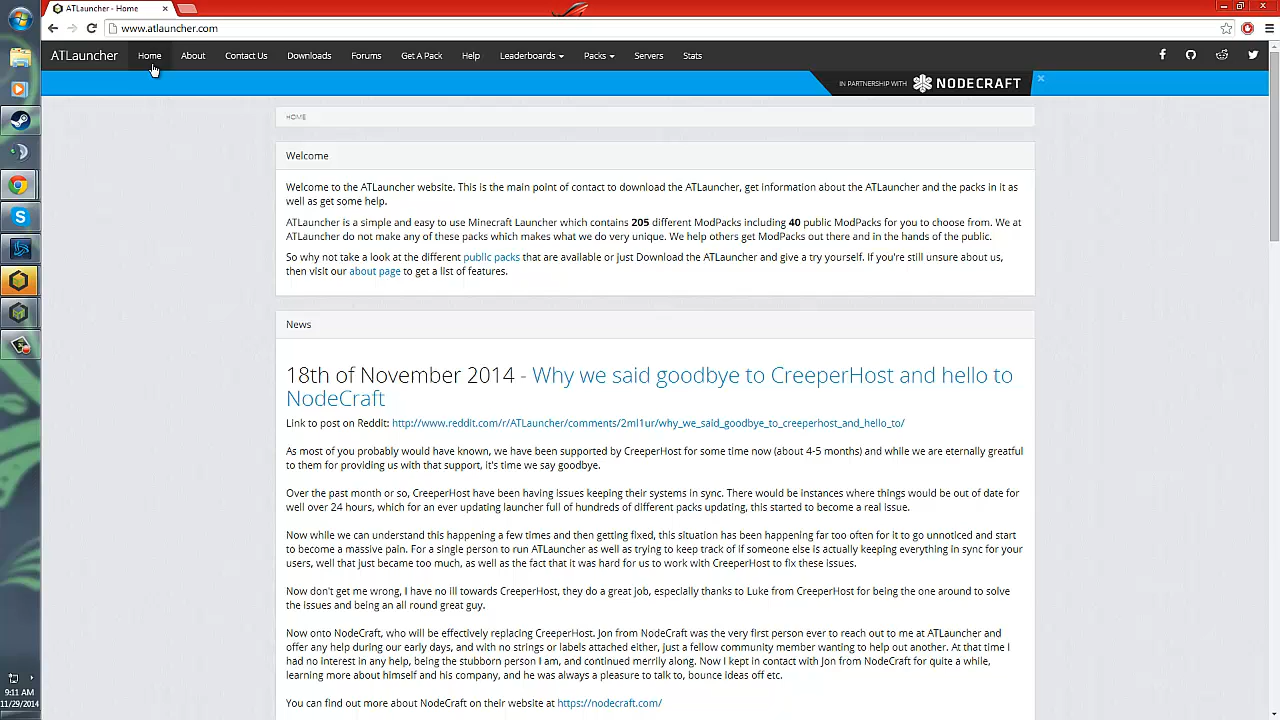 ATLauncher - Home
www.atlauncher.com
ATLauncher Home About Contact Us Downloads Forums Get A Pack Help Leaderboards Packs Servers Stats
IN PARTNERSHIP WITH NODECRAFT
HOME
Welcome
Welcome to the ATLauncher website. This is the main point of contact to download the ATLauncher, get information about the ATLauncher and the packs in it as
well as get some help.
ATLauncher is a simple and easy to use Minecraft Launcher which contains 205 different ModPacks including 40 public ModPacks for you to choose from. We at
ATLauncher do not make any of these packs which makes what we do very unique. We help others get ModPacks out there and in the hands of the public.
So why not take a look at the different public packs that are available or just Download the ATLauncher and give a try yourself. If you're still unsure about us,
then visit our about page to get a list of features.
News
18th of November 2014 - Why we said goodbye to CreeperHost and hello to
NodeCraft
Link to post on Reddit: http://www.reddit.com/r/ATLauncher/comments/2ml1ur/why_we_said_goodbye_to_creeperhost_and_hello_to/
As most of you probably would have known, we have been supported by CreeperHost for some time now (about 4-5 months) and while we are eternally greatful
to them for providing us with that support, it's time we say goodbye.
Over the past month or so, CreeperHost have been having issues keeping their systems in sync. There would be instances where things would be out of date for
well over 24 hours, which for an ever updating launcher full of hundreds of different packs updating, this started to become a real issue.
Now while we can understand this happening a few times and then getting fixed, this situation has been happening far too often for it to go unnoticed and start
to become a massive pain. For a single person to run ATLauncher as well as trying to keep track of if someone else is actually keeping everything in sync for your
users, well that just became too much, as well as the fact that it was hard for us to work with CreeperHost to fix these issues.
Now don't get me wrong, I have no ill towards CreeperHost, they do a great job, especially thanks to Luke from CreeperHost for being the one around to solve
the issues and being an all round great guy.
Now onto NodeCraft, who will be effectively replacing CreeperHost. Jon from NodeCraft was the very first person ever to reach out to me at ATLauncher and
offer any help during our early days, and with no strings or labels attached either, just a fellow community member wanting to help out another. At that time I
had no interest in any help, being the stubborn person I am, and continued merrily along. Now I kept in contact with Jon from NodeCraft for quite a while,
learning more about himself and his company, and he was always a pleasure to talk to, bounce ideas off etc.
You can find out more about NodeCraft on their website at https://nodecraft.com/
9:11 AM
11/29/2014